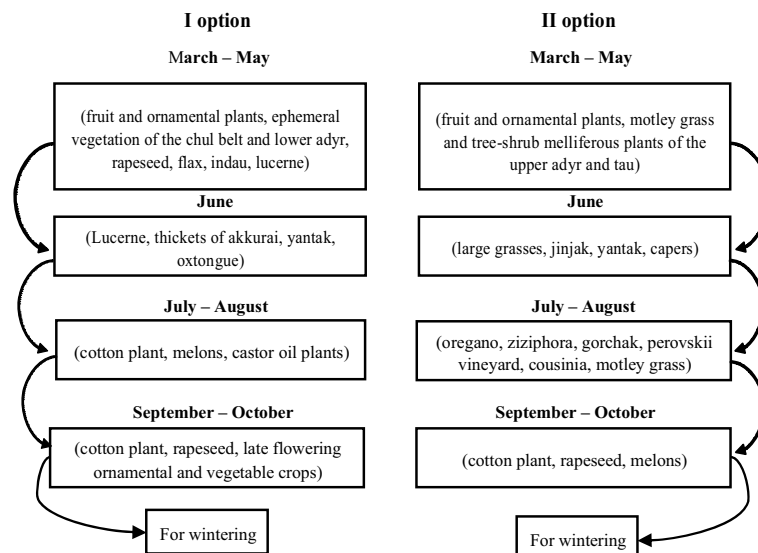 I option
March – May
(fruit and ornamental plants, ephemeral
vegetation of the chul belt and lower adyr,
rapeseed, flax, indau, lucerne)
June
(Lucerne, thickets of akkurai, yantak,
oxtongue)
July – August
(cotton plant, melons, castor oil plants)
September – October
(cotton plant, rapeseed, late flowering
ornamental and vegetable crops)
For wintering
II option
March – May
(fruit and ornamental plants, motley grass
and tree-shrub melliferous plants of the
upper adyr and tau)
June
(large grasses, jinjak, yantak, capers)
July – August
(oregano, ziziphora, gorchak, perovskii
vineyard, cousinia, motley grass)
September – October
(cotton plant, rapeseed, melons)
For wintering